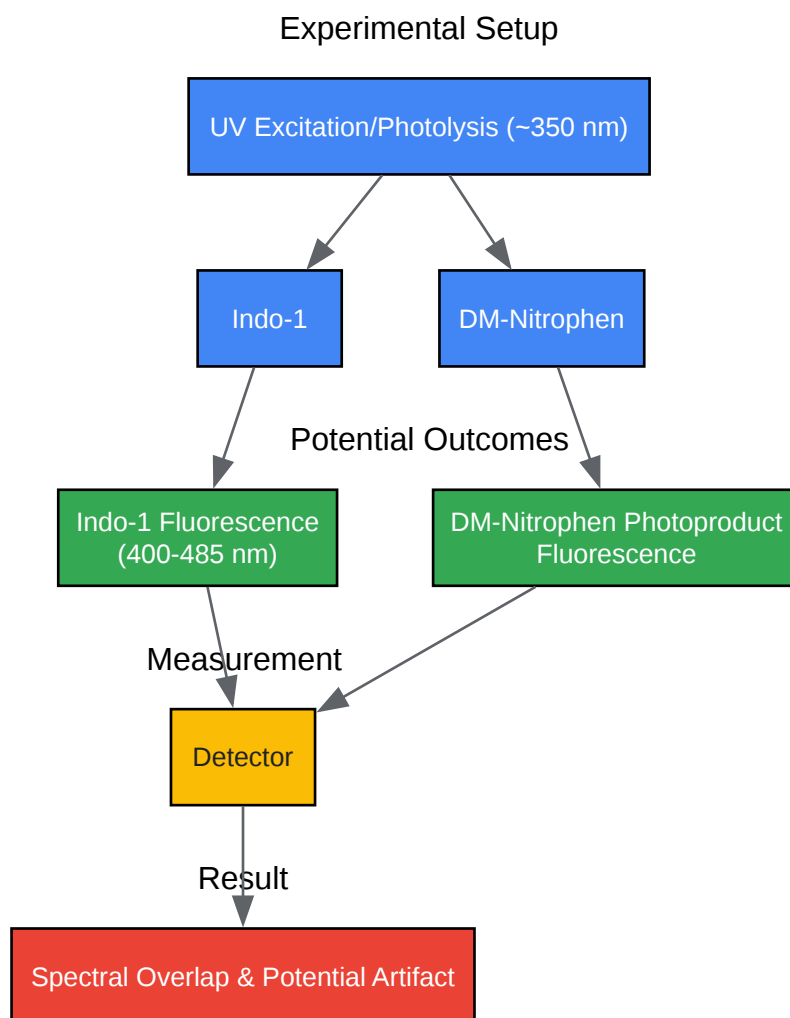 Experimental Setup
UV Excitation/Photolysis (~350 nm)
Indo-1
DM-Nitrophen
Potential Outcomes
Indo-1 Fluorescence
(400-485 nm)
DM-Nitrophen Photoproduct
Fluorescence
Measurement
Detector
Result
Spectral Overlap & Potential Artifact